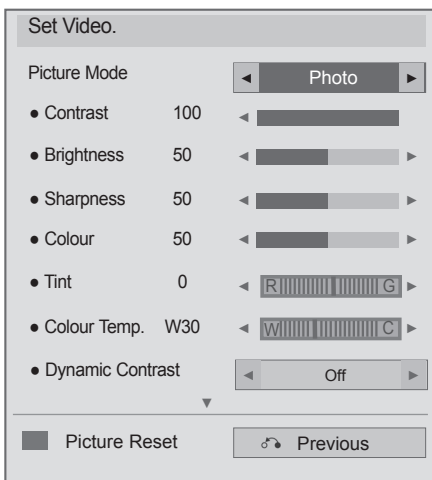 Set Video.
Picture Mode ◄ Photo ►
● Contrast 100 ◄
● Brightness 50 ◄ ►
● Sharpness 50 ◄ ►
● Colour 50 ◄ ►
● Tint 0 ◄ R G ►
● Colour Temp. W30 ◄ W C ►
● Dynamic Contrast ◄ Off ►
▼
Picture Reset Previous